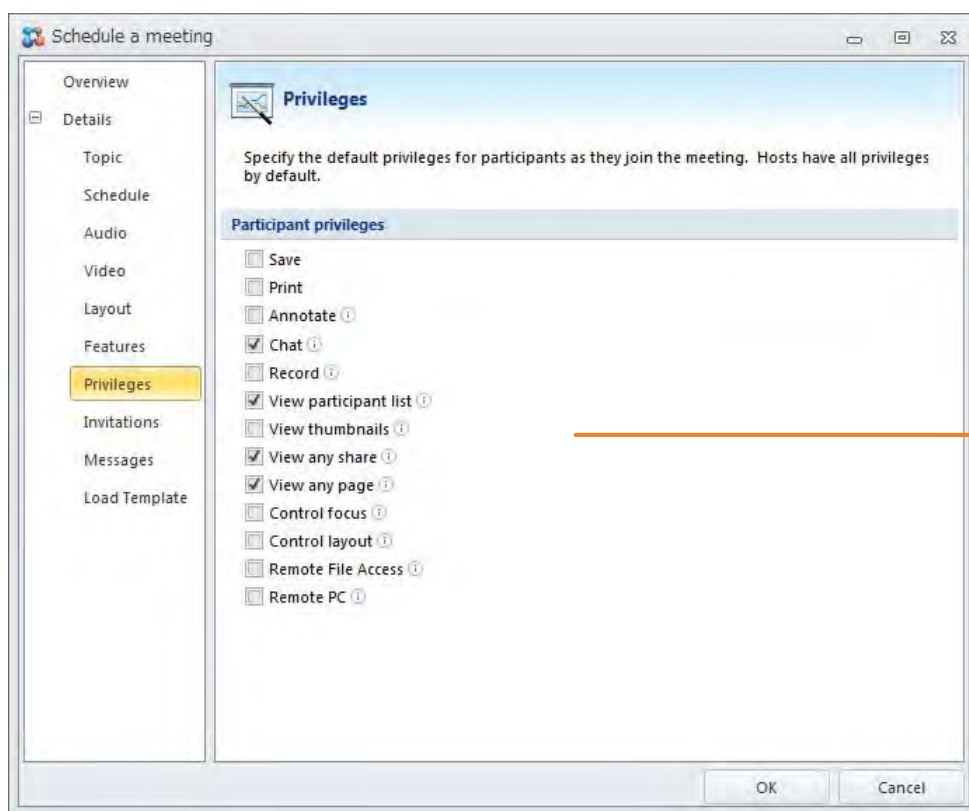 Schedule a meeting
Overview
Details
Topic
Schedule
Audio
Video
Layout
Features
Privileges
Invitations
Messages
Load Template
Privileges
Specify the default privileges for participants as they join the meeting. Hosts have all privileges
by default.
Participant privileges
Save
Print
Annotate
Chat
Record
View participant list
View thumbnails
View any share
View any page
Control focus
Control layout
Remote File Access
Remote PC
OK
Cancel